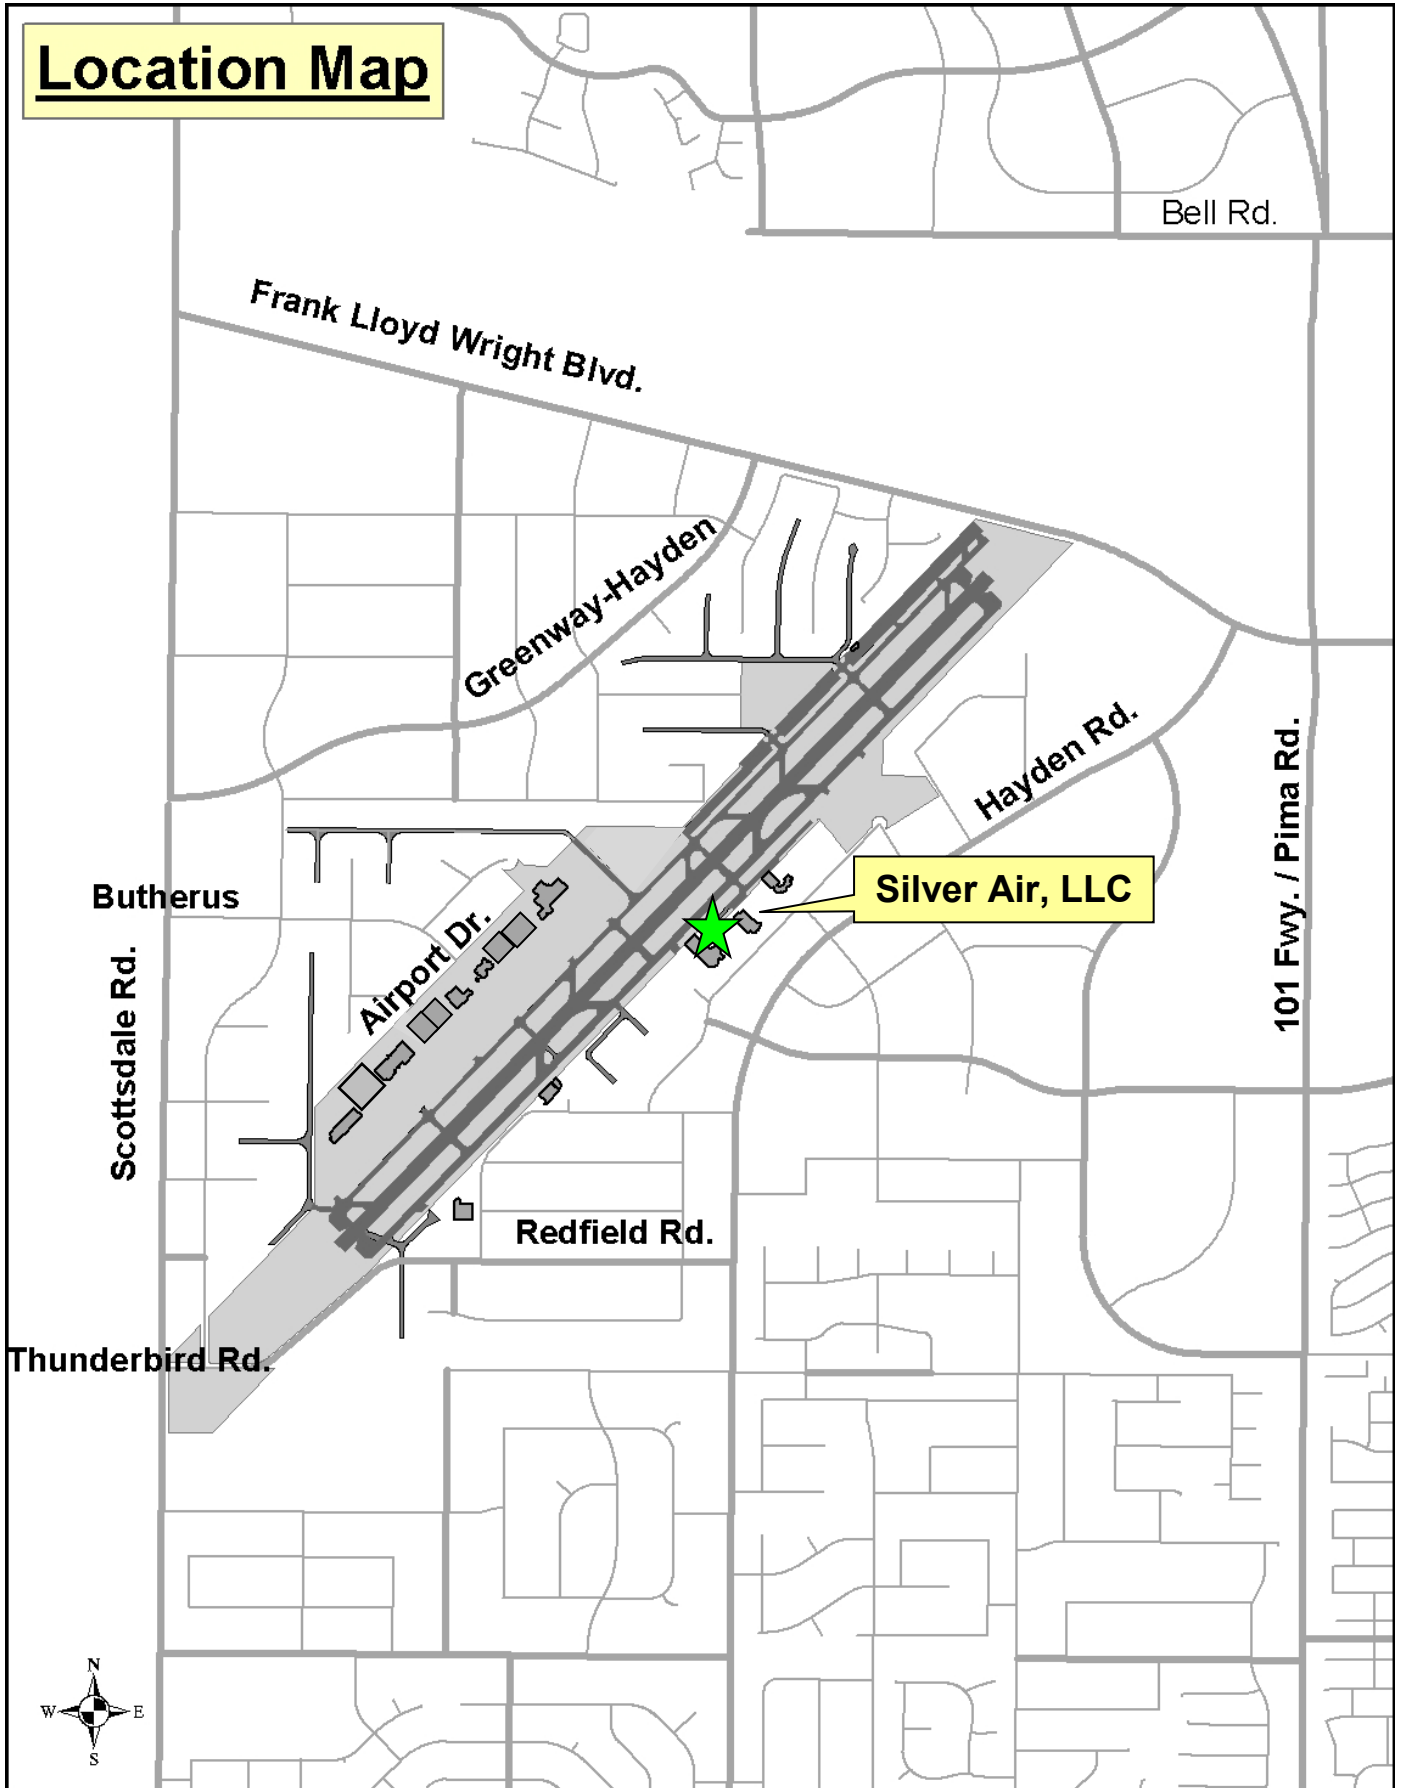 Location Map
Bell Rd.
Frank Lloyd Wright Blvd.
Greenway-Hayden
Hayden Rd.
101 Fwy. / Pima Rd.
Silver Air, LLC
Butherus
Airport Dr.
Scottsdale Rd.
Redfield Rd.
Thunderbird Rd.
N
W E
S